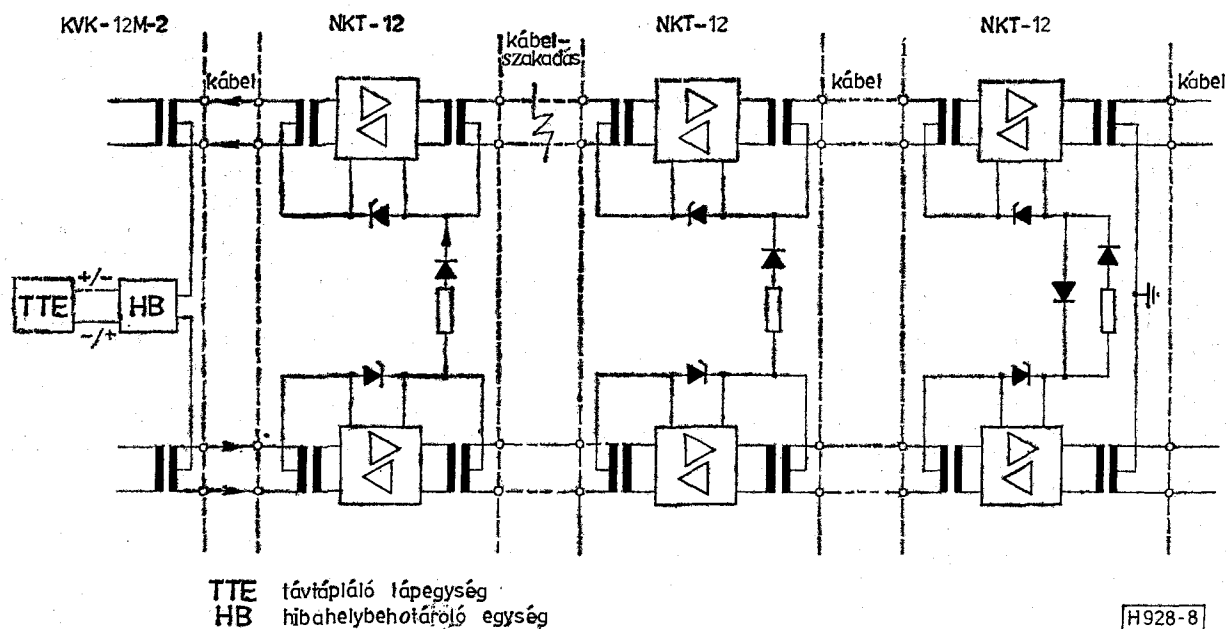 KVK-12M-2
NKT-12
kábel-
szakadás
NKT-12
NKT-12
kábel
kábel
kábel
+/-
TTE
HB
-/+
TTE távtápláló tápegység
HB hibahelybehatároló egység
H928-8